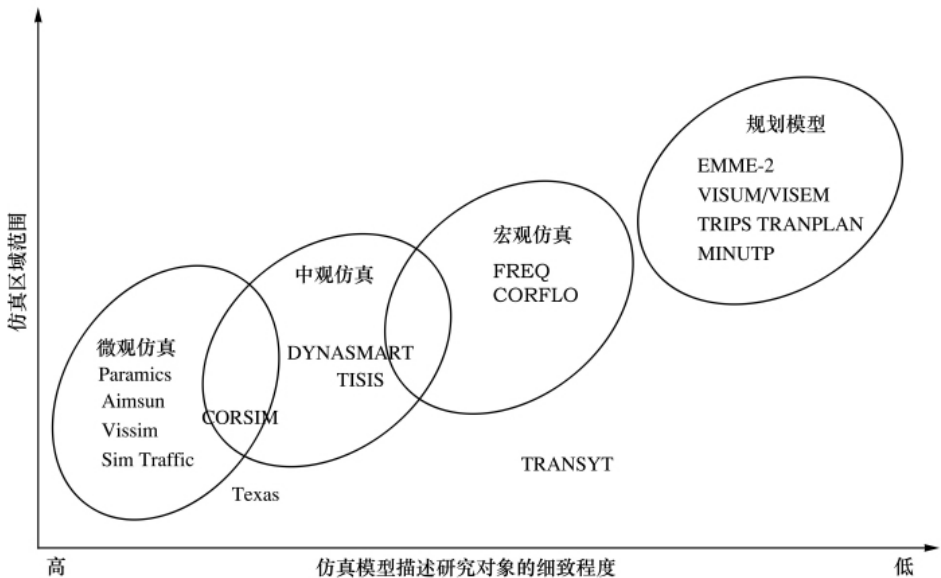 仿真区域范围
规划模型
EMME-2
VISUM/VISEM
TRIPS TRANPLAN
MINUTP
宏观仿真
FREQ
CORFLO
中观仿真
DYNASMART
TISIS
微观仿真
Paramics
Aimsun
Vissim
Sim Traffic
CORSIM
Texas
TRANSYT
高
仿真模型描述研究对象的细致程度
低